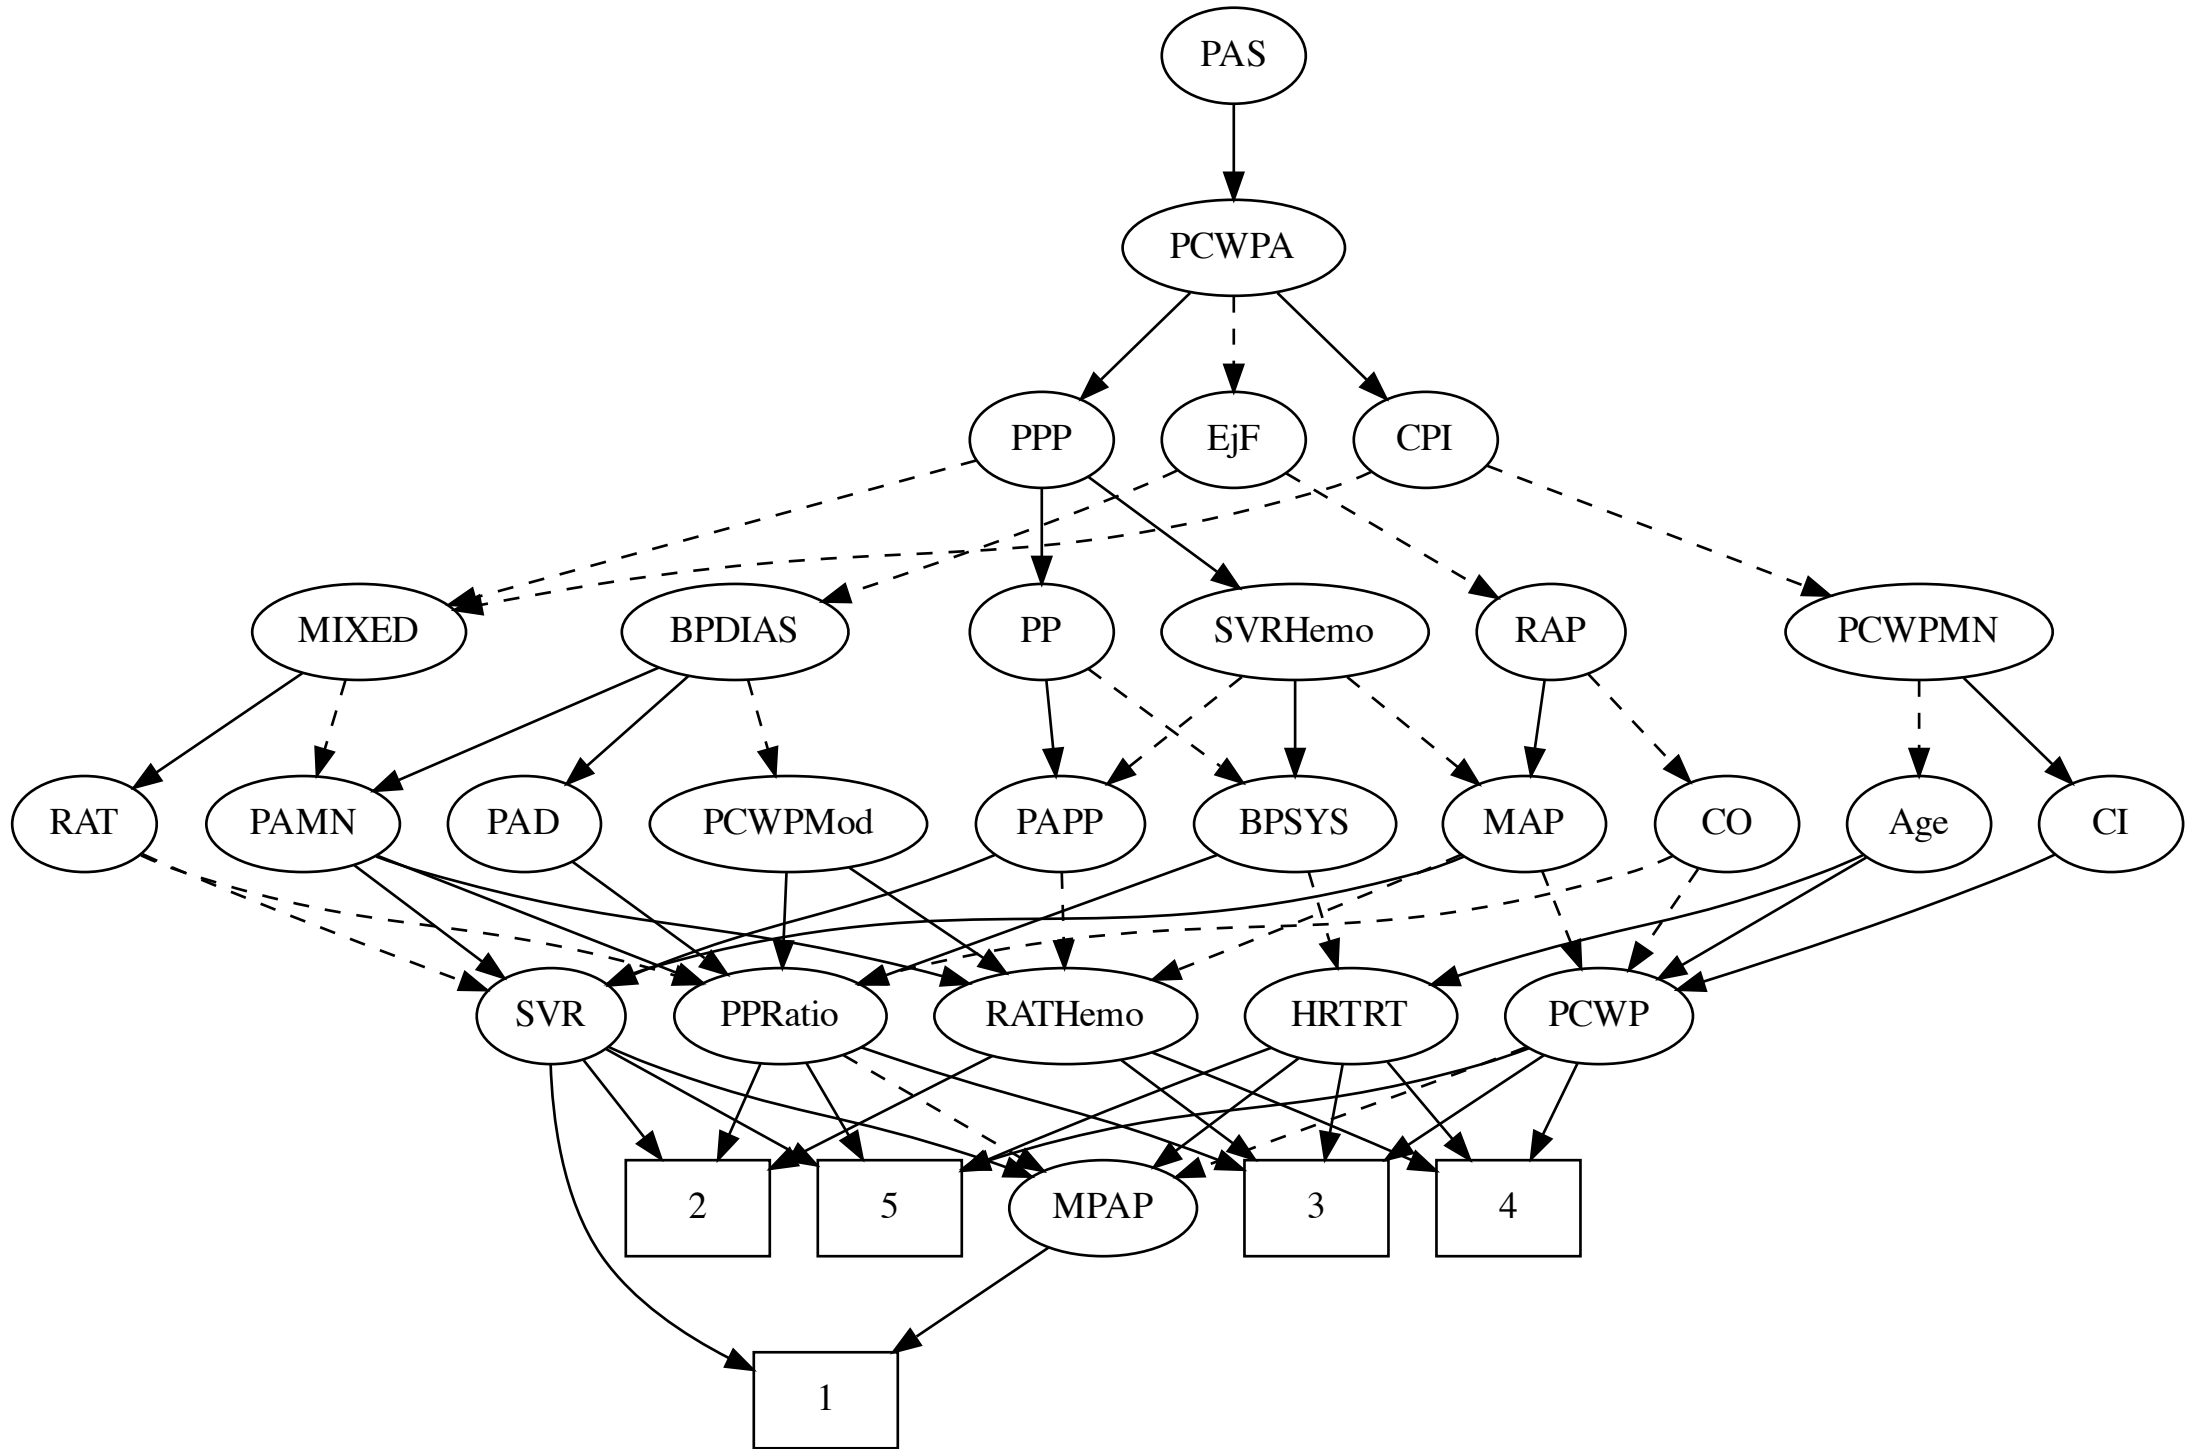 PAS
PCWPA
PPP
EjF
CPI
MIXED
BPDIAS
PP
SVRHemo
RAP
PCWPMN
RAT
PAMN
PAD
PCWPMod
PAPP
BPSYS
MAP
CO
Age
CI
SVR
PPRatio
RATHemo
HRTRT
PCWP
2
5
MPAP
3
4
1